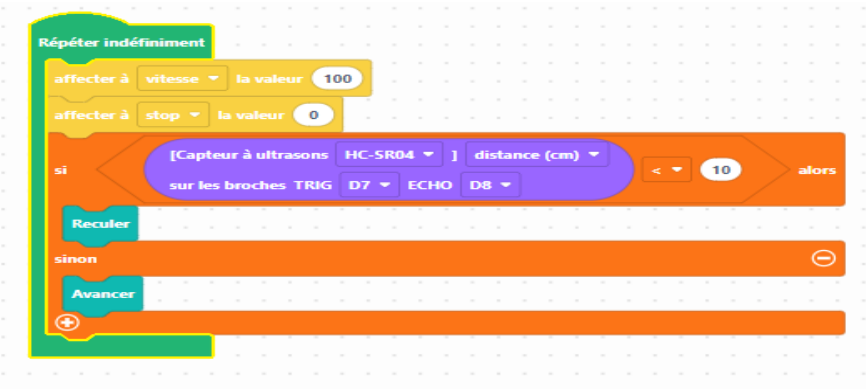 Répéter indéfiniment
affecter à vitesse la valeur 100
affecter à stop la valeur 0
[Capteur à ultrasons HC-SR04 ] distance (cm)
si < 10 alors
sur les broches TRIG D7 ECHO D8
Reculer
sinon
Avancer